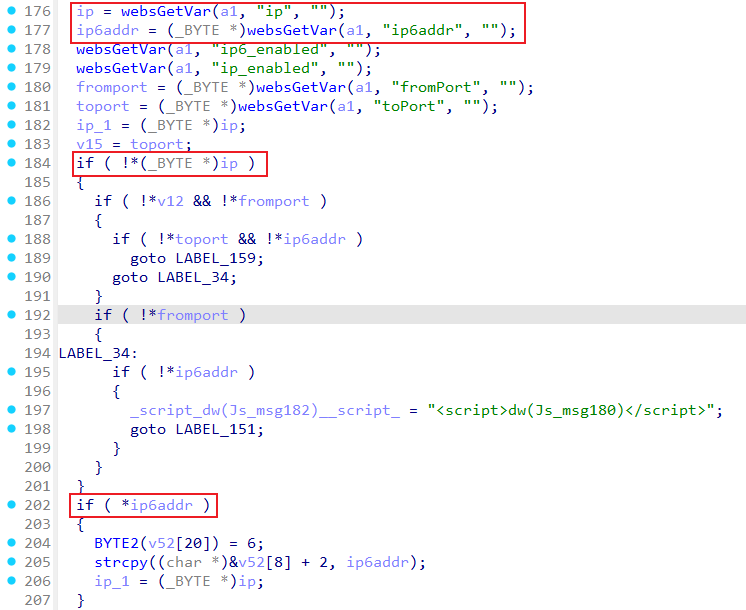 176 ip = websGetVar(a1, "ip", "");
177 ip6addr = (_BYTE *)websGetVar(a1, "ip6addr", "");
178 websGetVar(a1, "ip6_enabled", "");
179 websGetVar(a1, "ip_enabled", "");
180 fromport = (_BYTE *)websGetVar(a1, "fromPort", "");
181 toport = (_BYTE *)websGetVar(a1, "toPort", "");
182 ip_1 = (_BYTE *)ip;
183 v15 = toport;
184 if ( !*(_BYTE *)ip )
185 {
186 if ( !*v12 && !*fromport )
187 {
188 if ( !*toport && !*ip6addr )
189 goto LABEL_159;
190 goto LABEL_34;
191 }
192 if ( !*fromport )
193 {
194 LABEL_34:
195 if ( !*ip6addr )
196 {
197 _script_dw(Js_msg182)__script_ = "<script>dw(Js_msg180)</script>";
198 goto LABEL_151;
199 }
200 }
201 }
202 if ( *ip6addr )
203 {
204 BYTE2(v52[20]) = 6;
205 strcpy((char *)&v52[8] + 2, ip6addr);
206 ip_1 = (_BYTE *)ip;
207 }